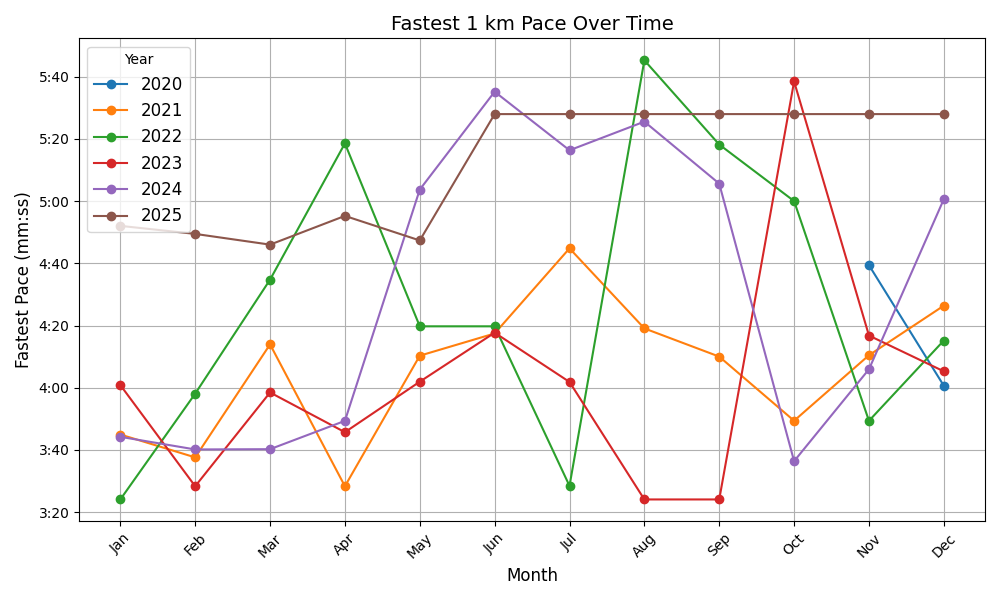 Fastest 1 km Pace Over Time
Year
2020
2021
2022
2023
2024
2025
Fastest Pace (mm:ss)
5:40
5:20
5:00
4:40
4:20
4:00
3:40
3:20
Jan Feb Mar Apr May Jun Jul Aug Sep Oct Nov Dec
Month